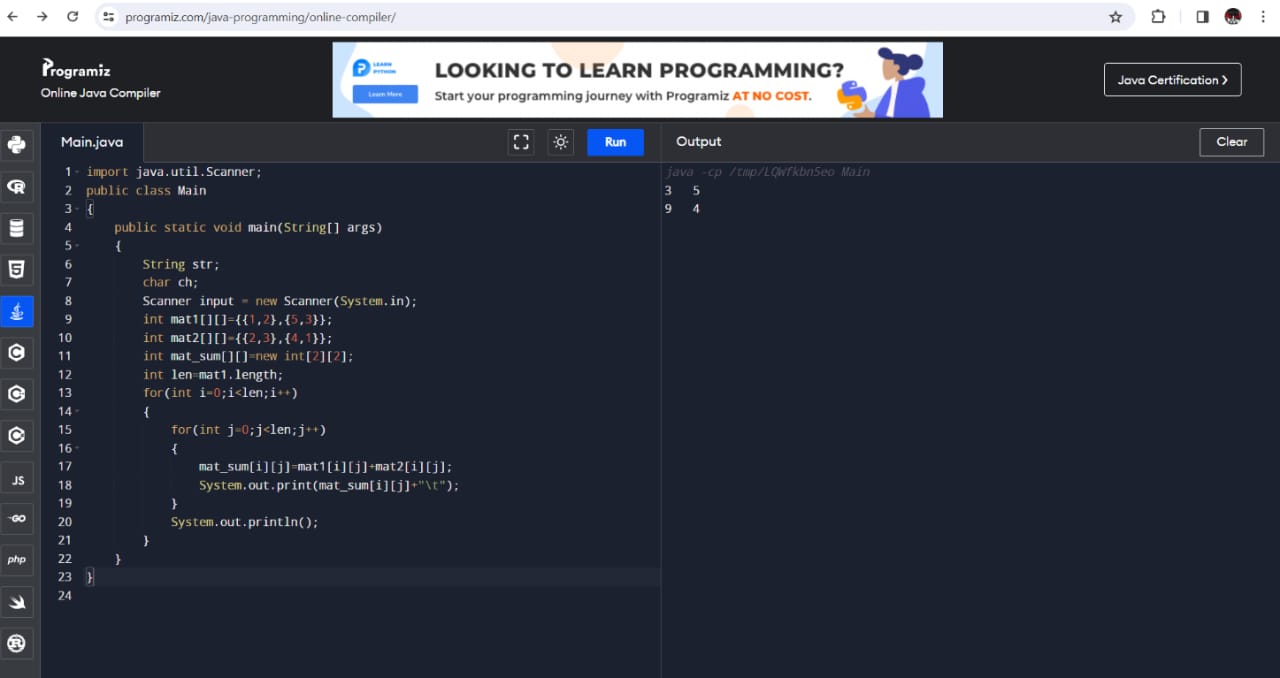 programiz.com/java-programming/online-compiler/
Programiz
Online Java Compiler
LEARN
PYTHON
Learn More
LOOKING TO LEARN PROGRAMMING?
Start your programming journey with Programiz AT NO COST.
Java Certification >
Main.java
Run
Output
Clear
1 import java.util.Scanner;
2 public class Main
3 {
4 public static void main(String[] args)
5 {
6 String str;
7 char ch;
8 Scanner input = new Scanner(System.in);
9 int mat1[][]={{1,2},{5,3}};
10 int mat2[][]={{2,3},{4,1}};
11 int mat_sum[][]=new int[2][2];
12 int len=mat1.length;
13 for(int i=0;i<len;i++)
14 {
15 for(int j=0;j<len;j++)
16 {
17 mat_sum[i][j]=mat1[i][j]+mat2[i][j];
18 System.out.print(mat_sum[i][j]+"\t");
19 }
20 System.out.println();
21 }
22 }
23 }
24
java -cp /tmp/LQWfkbn5eo Main
3 5
9 4
JS
GO
php